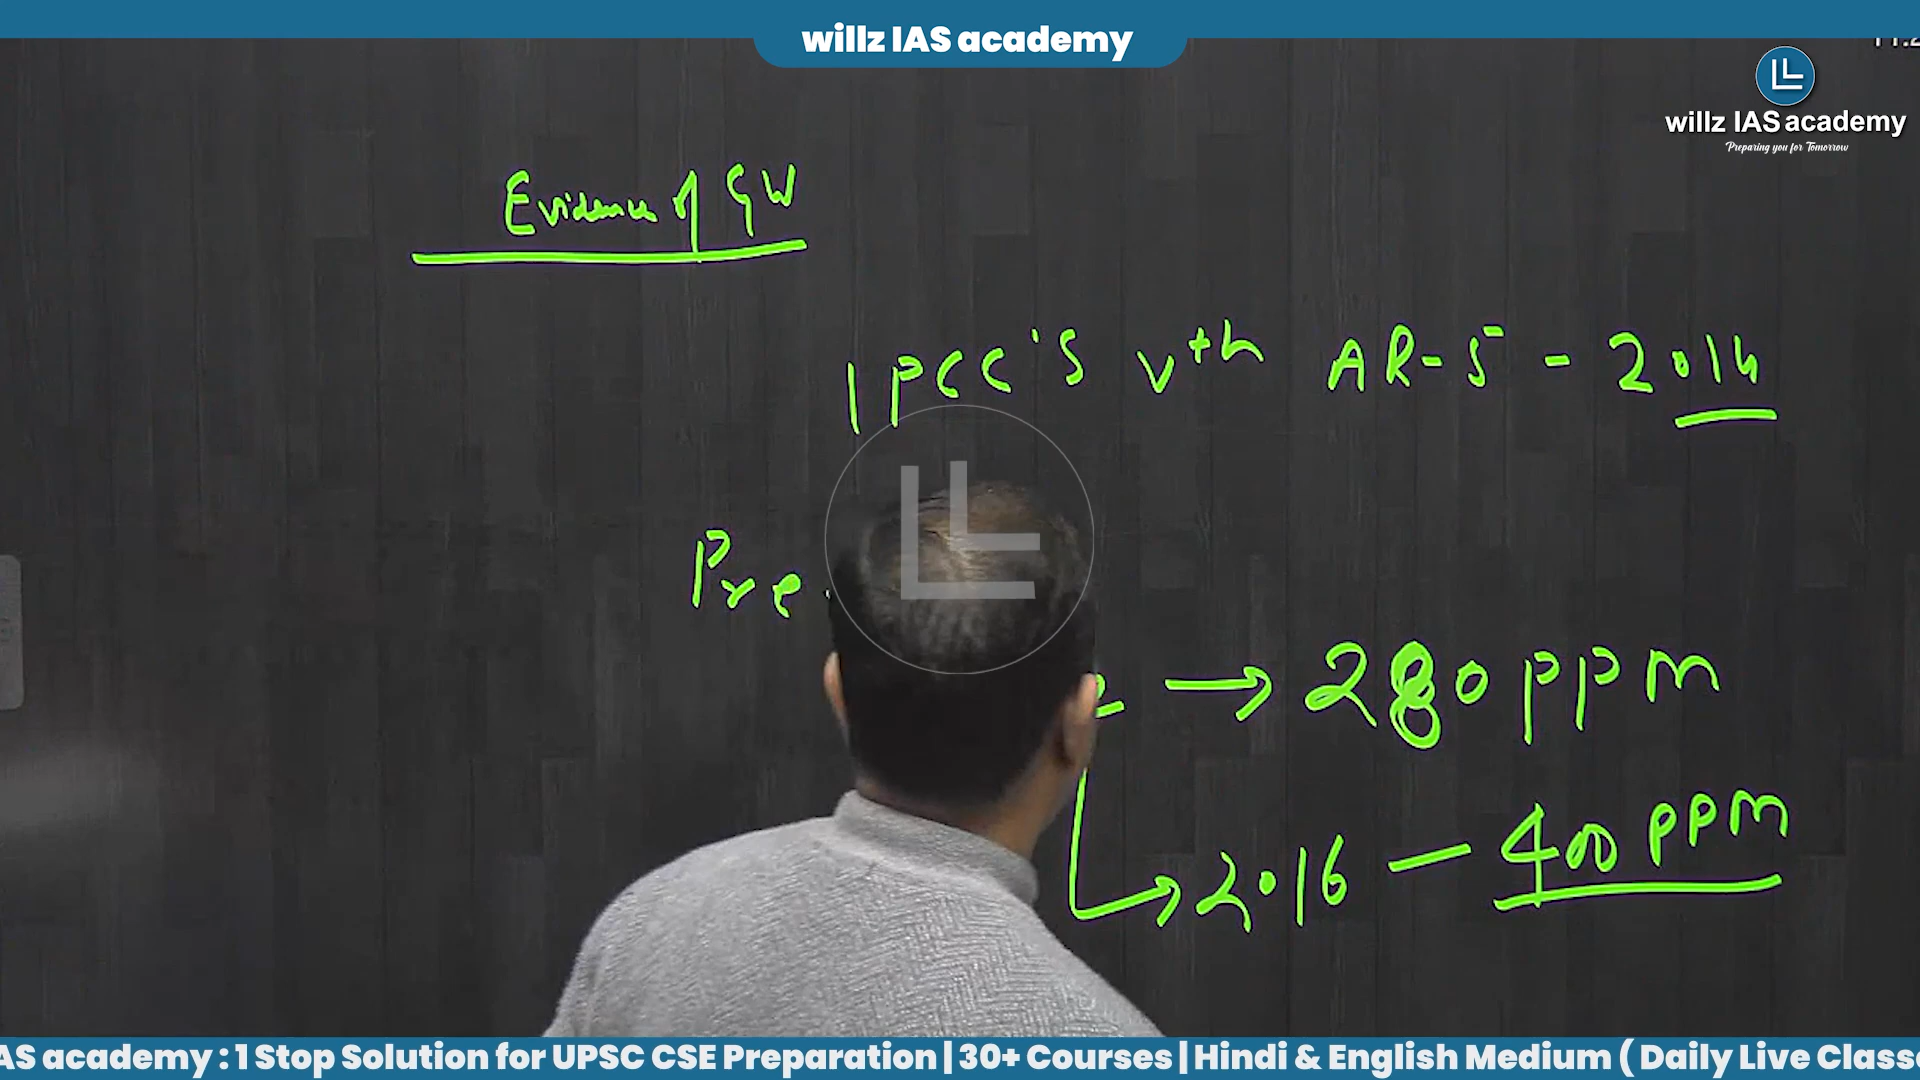 willz IAS academy
willz IAS academy
Preparing you for Tomorrow
Evidence of GW
IPCC'S Vth AR-5 - 2014
Pre
→ 280 ppm
→ 2016 - 400 ppm
AS academy : 1 Stop Solution for UPSC CSE Preparation | 30+ Courses | Hindi & English Medium ( Daily Live Class